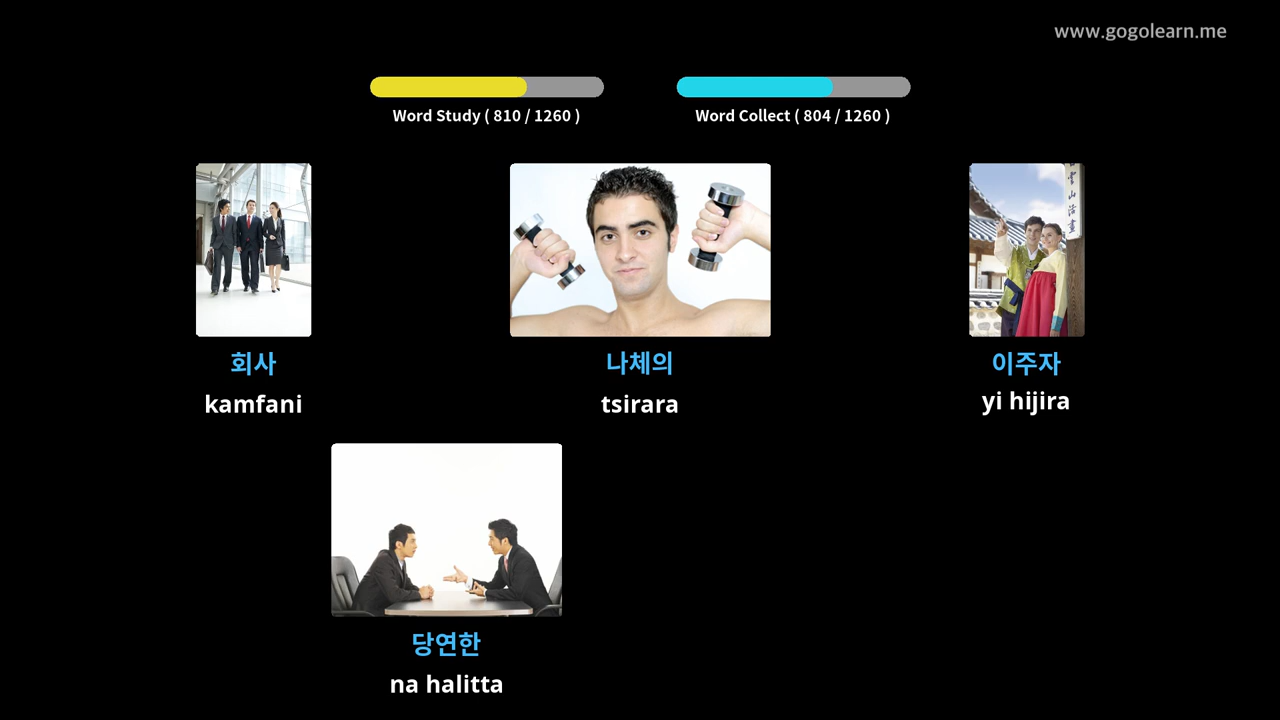 www.gogolearn.me
Word Study ( 810 / 1260 )
Word Collect ( 804 / 1260 )
회사
kamfani
나체의
tsirara
이주자
yi hijira
당연한
na halitta